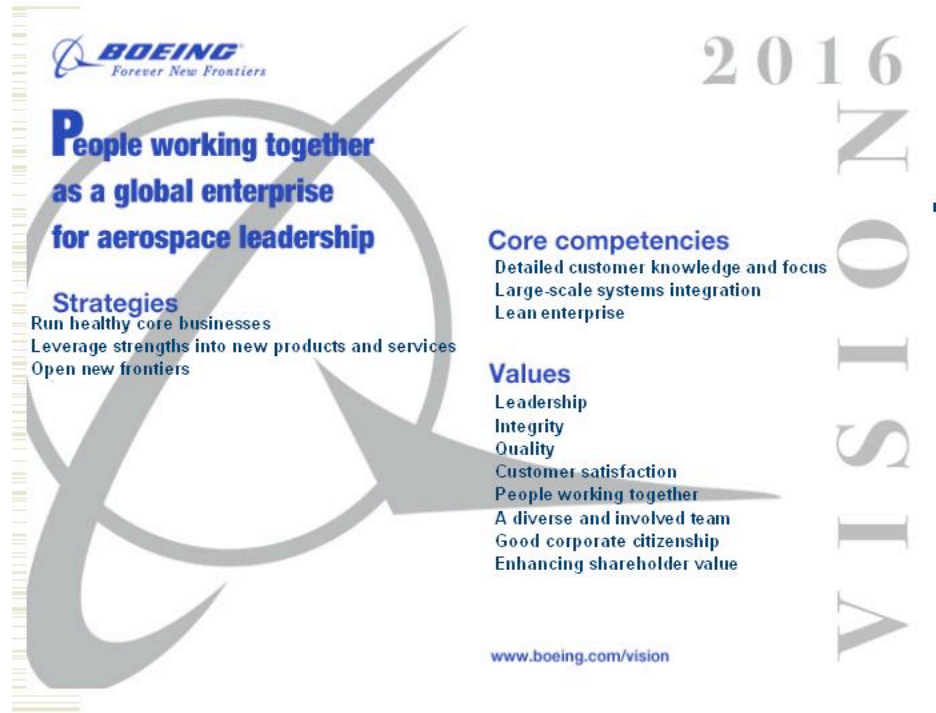 BOEING
Forever New Frontiers
2016
VISION
People working together
as a global enterprise
for aerospace leadership
Strategies
Run healthy core businesses
Leverage strengths into new products and services
Open new frontiers
Core competencies
Detailed customer knowledge and focus
Large-scale systems integration
Lean enterprise
Values
Leadership
Integrity
Quality
Customer satisfaction
People working together
A diverse and involved team
Good corporate citizenship
Enhancing shareholder value
www.boeing.com/vision